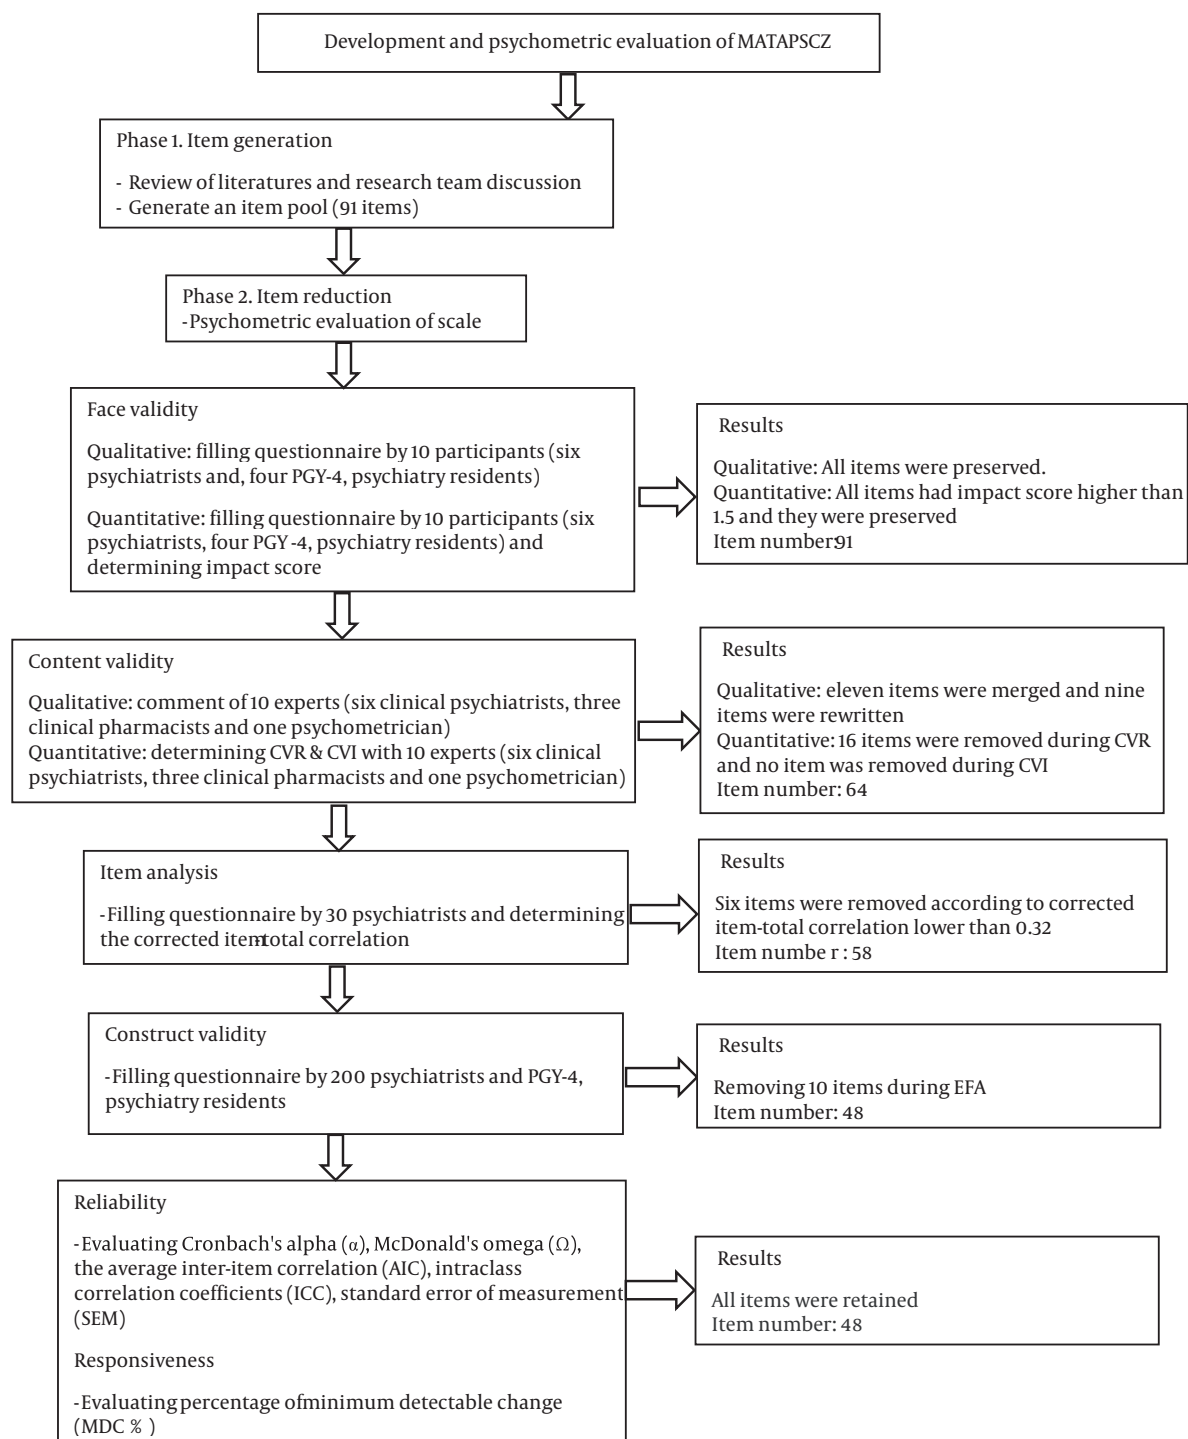 Development and psychometric evaluation of MATAPSCZ
Phase 1. Item generation
- Review of literatures and research team discussion
- Generate an item pool (91 items)
Phase 2. Item reduction
-Psychometric evaluation of scale
Face validity
Qualitative: filling questionnaire by 10 participants (six
psychiatrists and, four PGY-4, psychiatry residents)
Quantitative: filling questionnaire by 10 participants (six
psychiatrists, four PGY-4, psychiatry residents) and
determining impact score
Results
Qualitative: All items were preserved.
Quantitative: All items had impact score higher than
1.5 and they were preserved
Item number:91
Content validity
Qualitative: comment of 10 experts (six clinical psychiatrists, three
clinical pharmacists and one psychometrician)
Quantitative: determining CVR & CVI with 10 experts (six clinical
psychiatrists, three clinical pharmacists and one psychometrician)
Results
Qualitative: eleven items were merged and nine
items were rewritten
Quantitative: 16 items were removed during CVR
and no item was removed during CVI
Item number: 64
Item analysis
-Filling questionnaire by 30 psychiatrists and determining
the corrected item-total correlation
Results
Six items were removed according to corrected
item-total correlation lower than 0.32
Item numbe r : 58
Construct validity
-Filling questionnaire by 200 psychiatrists and PGY-4,
psychiatry residents
Results
Removing 10 items during EFA
Item number: 48
Reliability
-Evaluating Cronbach's alpha (α), McDonald's omega (Ω),
the average inter-item correlation (AIC), intraclass
correlation coefficients (ICC), standard error of measurement
(SEM)
Responsiveness
-Evaluating percentage ofminimum detectable change
(MDC % )
Results
All items were retained
Item number: 48